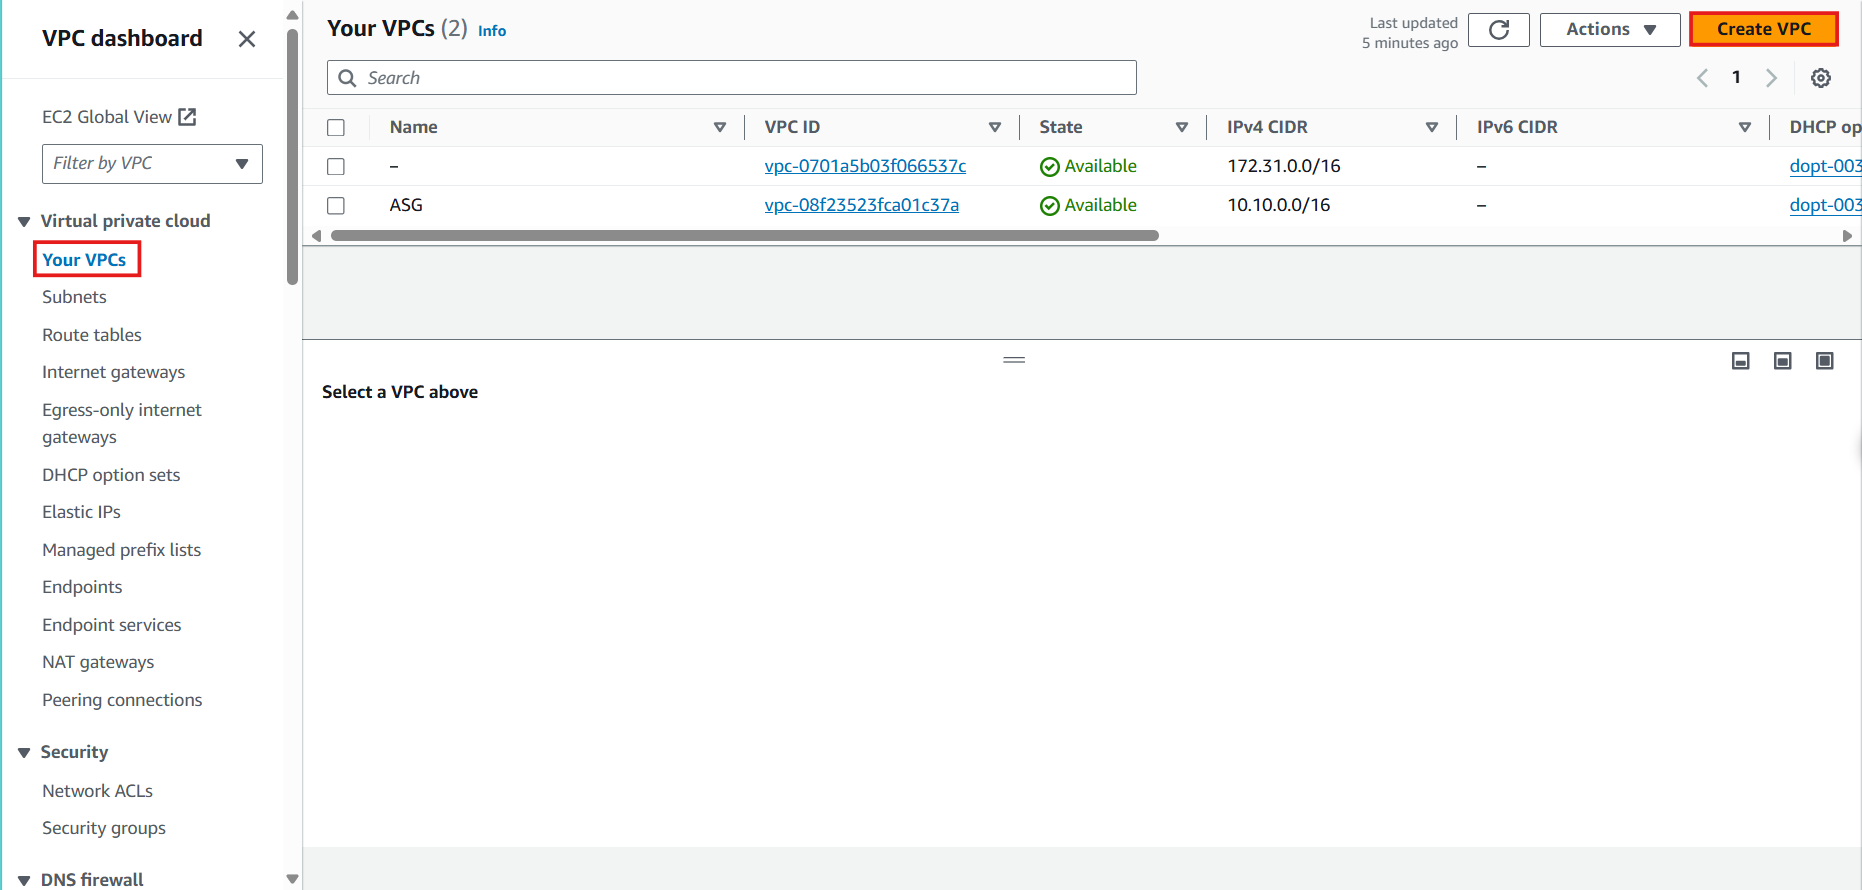 VPC dashboard
EC2 Global View
Filter by VPC
Virtual private cloud
Your VPCs
Subnets
Route tables
Internet gateways
Egress-only internet
gateways
DHCP option sets
Elastic IPs
Managed prefix lists
Endpoints
Endpoint services
NAT gateways
Peering connections
Security
Network ACLs
Security groups
DNS firewall
Your VPCs (2) Info
Last updated
5 minutes ago
Actions
Create VPC
Search
1
Name VPC ID State IPv4 CIDR IPv6 CIDR DHCP op
– vpc-0701a5b03f066537c Available 172.31.0.0/16 – dopt-003
ASG vpc-08f23523fca01c37a Available 10.10.0.0/16 – dopt-003
Select a VPC above